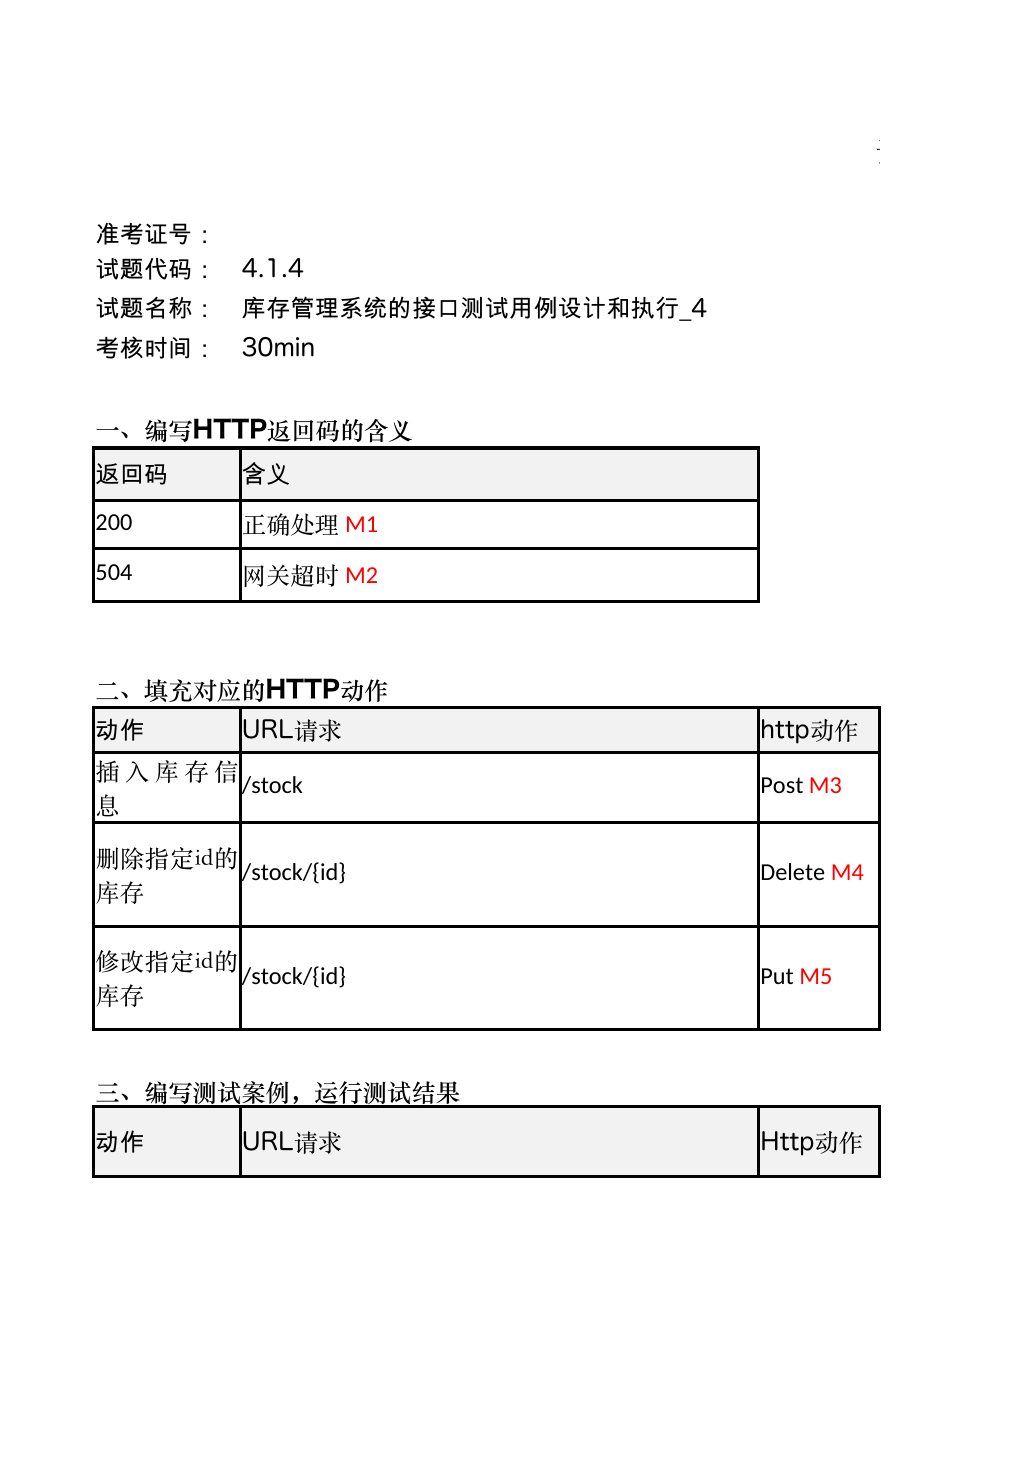 准考证号：
试题代码： 4.1.4
试题名称： 库存管理系统的接口测试用例设计和执行_4
考核时间： 30min
一、编写HTTP返回码的含义
返回码 含义
200 正确处理 M1
504 网关超时 M2
二、填充对应的HTTP动作
动作 URL请求 http动作
插入库存信
息
/stock Post M3
删除指定id的
库存
/stock/{id} Delete M4
修改指定id的
库存
/stock/{id} Put M5
三、编写测试案例，运行测试结果
动作 URL请求 Http动作